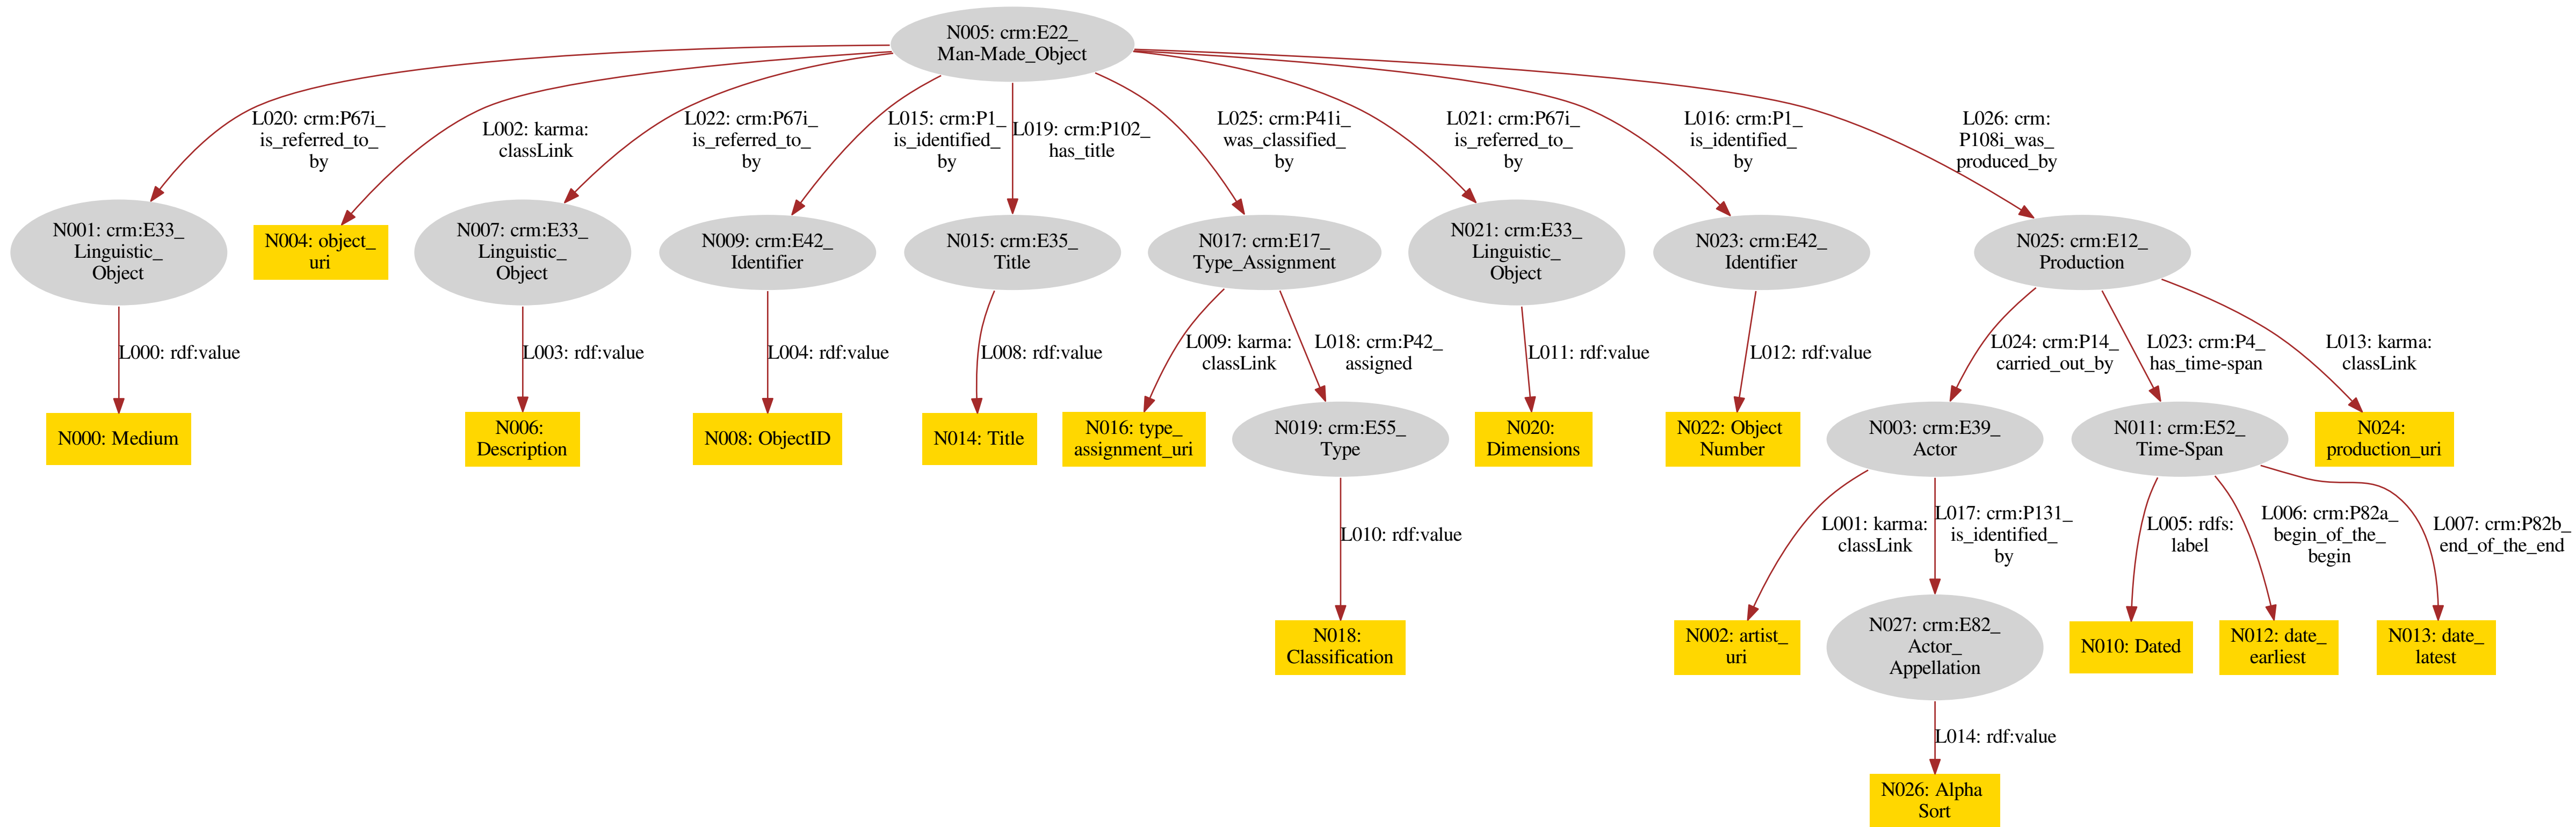 N005: crm:E22_
Man-Made_Object
L020: crm:P67i_
is_referred_to_
by
L002: karma:
classLink
L022: crm:P67i_
is_referred_to_
by
L015: crm:P1_
is_identified_
by
L019: crm:P102_
has_title
L025: crm:P41i_
was_classified_
by
L021: crm:P67i_
is_referred_to_
by
L016: crm:P1_
is_identified_
by
L026: crm:
P108i_was_
produced_by
N001: crm:E33_
Linguistic_
Object
N004: object_
uri
N007: crm:E33_
Linguistic_
Object
N009: crm:E42_
Identifier
N015: crm:E35_
Title
N017: crm:E17_
Type_Assignment
N021: crm:E33_
Linguistic_
Object
N023: crm:E42_
Identifier
N025: crm:E12_
Production
L000: rdf:value
L003: rdf:value
L004: rdf:value
L008: rdf:value
L009: karma:
classLink
L018: crm:P42_
assigned
L011: rdf:value
L012: rdf:value
L024: crm:P14_
carried_out_by
L023: crm:P4_
has_time-span
L013: karma:
classLink
N000: Medium
N006:
Description
N008: ObjectID
N014: Title
N016: type_
assignment_uri
N019: crm:E55_
Type
N020:
Dimensions
N022: Object
Number
N003: crm:E39_
Actor
N011: crm:E52_
Time-Span
N024:
production_uri
L010: rdf:value
L001: karma:
classLink
L017: crm:P131_
is_identified_
by
L005: rdfs:
label
L006: crm:P82a_
begin_of_the_
begin
L007: crm:P82b_
end_of_the_end
N018:
Classification
N002: artist_
uri
N027: crm:E82_
Actor_
Appellation
N010: Dated
N012: date_
earliest
N013: date_
latest
L014: rdf:value
N026: Alpha
Sort